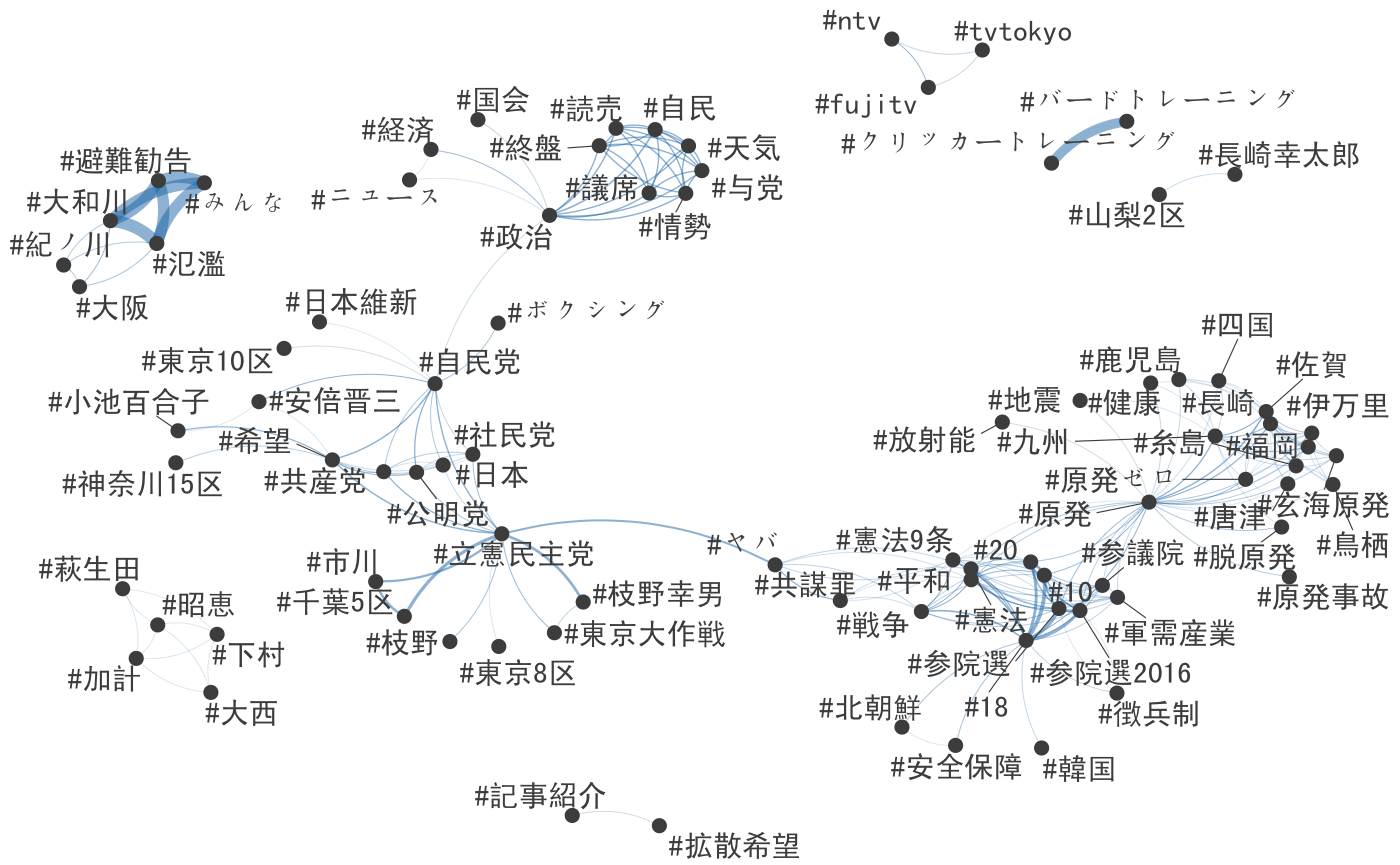 #ntv
#tvtokyo
#fujitv
#バードトレーニング
#クリッカートレーニング
#長崎幸太郎
#山梨2区
#国会
#読売
#自民
#経済
#終盤
#天気
#ニュース
#議席
#与党
#政治
#情勢
#避難勧告
#大和川
#みんな
#紀ノ川
#氾濫
#大阪
#日本維新
#ボクシング
#東京10区
#自民党
#小池百合子
#安倍晋三
#希望
#社民党
#神奈川15区
#共産党
#日本
#公明党
#立憲民主党
#市川
#千葉5区
#枝野
#枝野幸男
#東京大作戦
#東京8区
#萩生田
#昭恵
#下村
#加計
#大西
#四国
#鹿児島
#佐賀
#地震
#健康
#長崎
#伊万里
#放射能
#九州
#糸島
#福岡
#原発ゼロ
#原発
#唐津
#玄海原発
#脱原発
#鳥栖
#原発事故
#ヤバ
#憲法9条
#20
#参議院
#共謀罪
#平和
#10
#戦争
#憲法
#軍需産業
#参院選
#参院選2016
#北朝鮮
#18
#徴兵制
#安全保障
#韓国
#記事紹介
#拡散希望